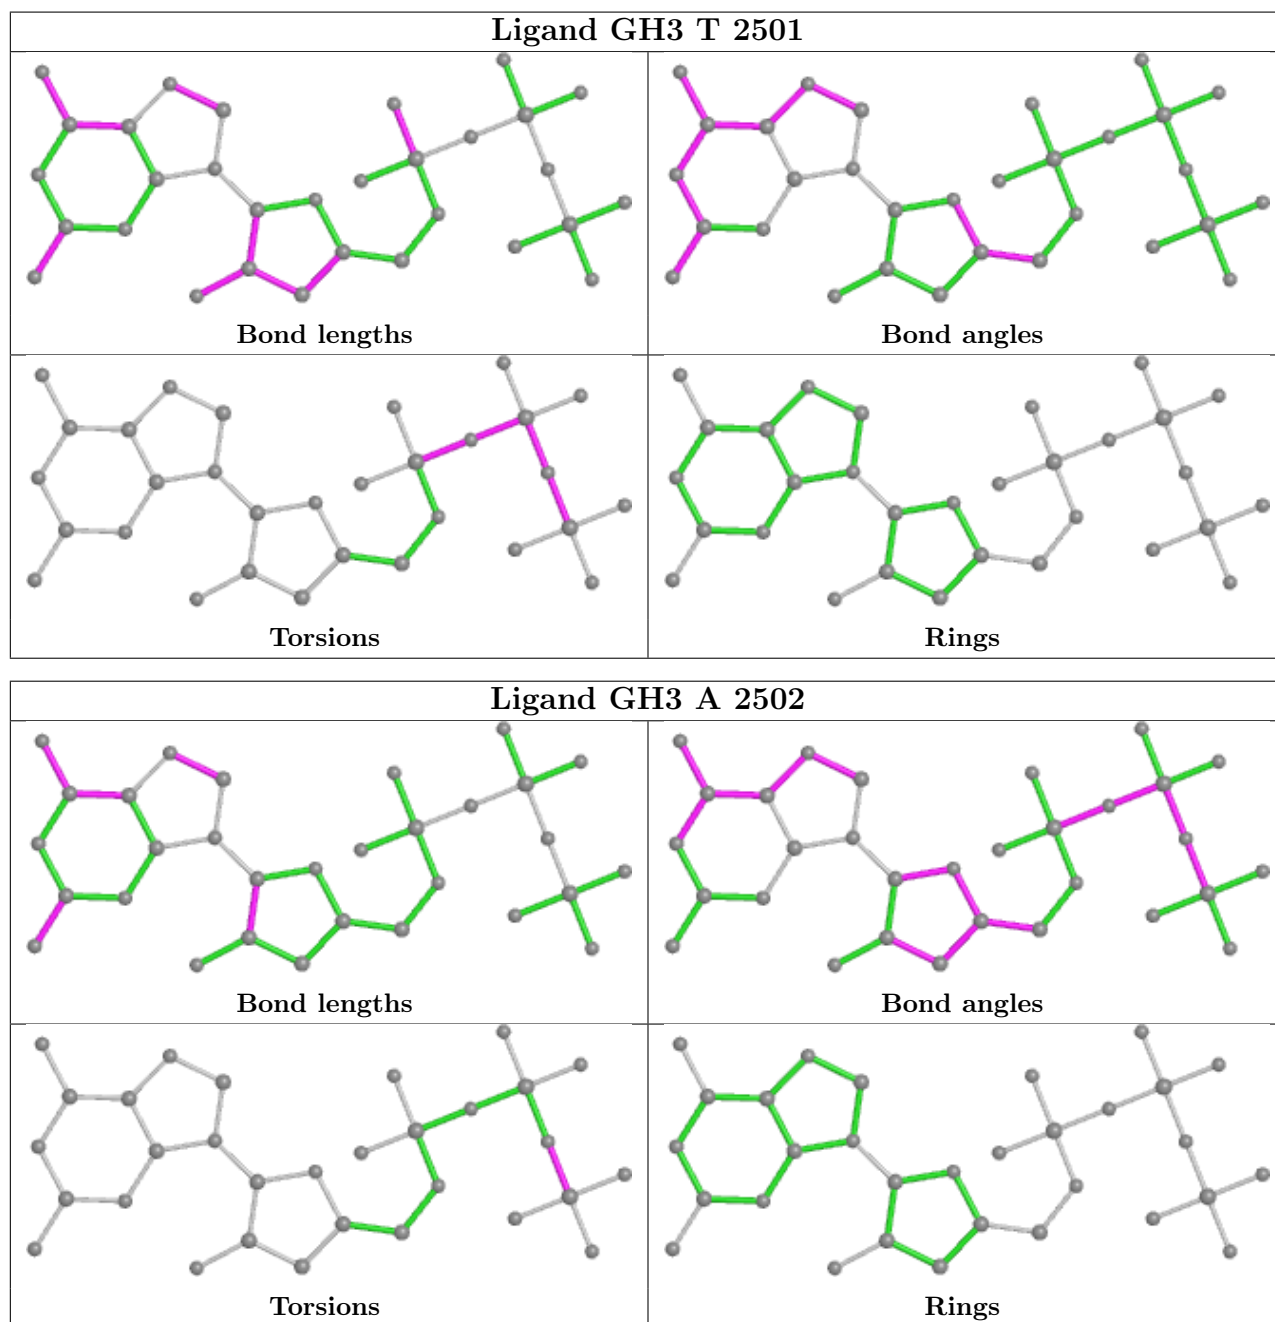 Ligand GH3 T 2501
Bond lengths
Bond angles
Torsions
Rings
Ligand GH3 A 2502
Bond lengths
Bond angles
Torsions
Rings